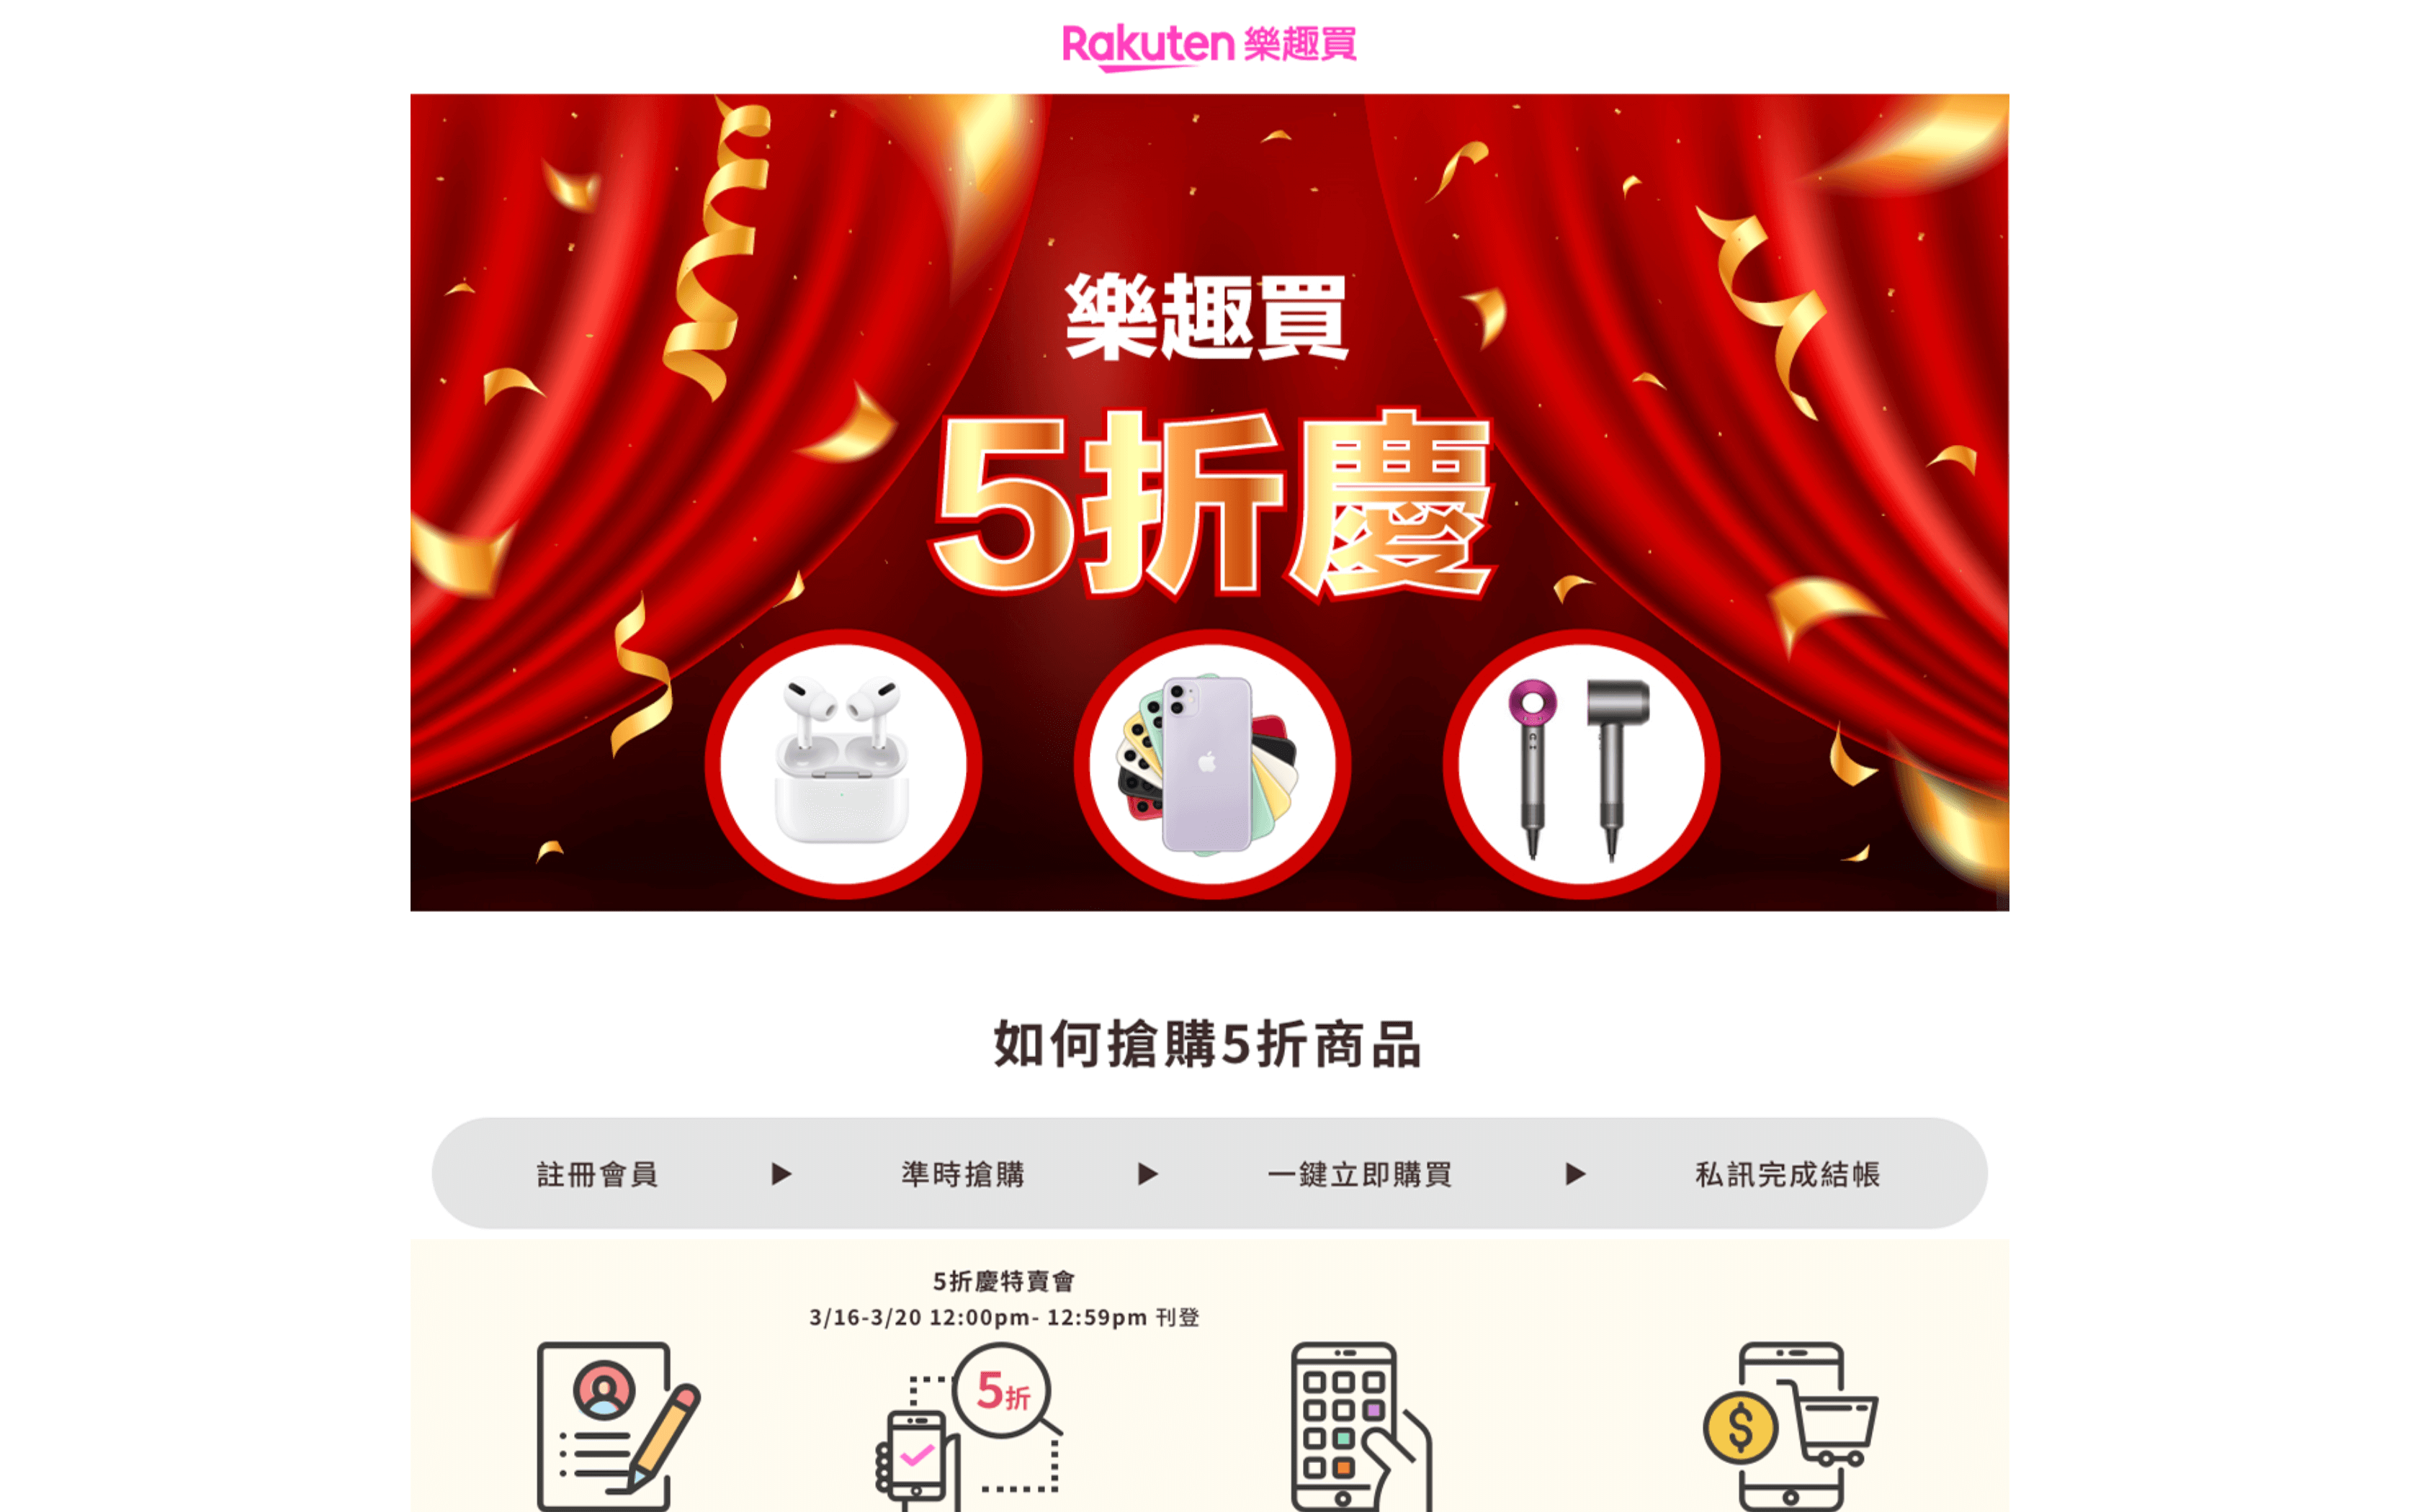 Rakuten 樂趣買
樂趣買
5折慶
如何搶購5折商品
註冊會員 ▶ 準時搶購 ▶ 一鍵立即購買 ▶ 私訊完成結帳
5折慶特賣會
3/16-3/20 12:00pm- 12:59pm 刊登
5折
$